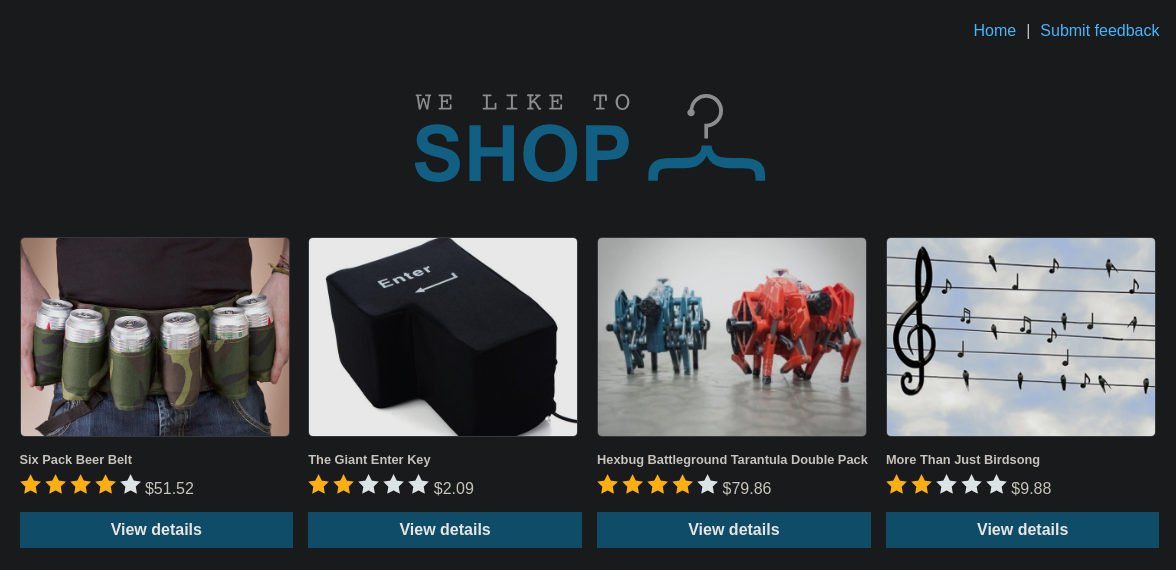 Home | Submit feedback
WE LIKE TO
SHOP
Enter
Six Pack Beer Belt
$51.52
View details
The Giant Enter Key
$2.09
View details
Hexbug Battleground Tarantula Double Pack
$79.86
View details
More Than Just Birdsong
$9.88
View details